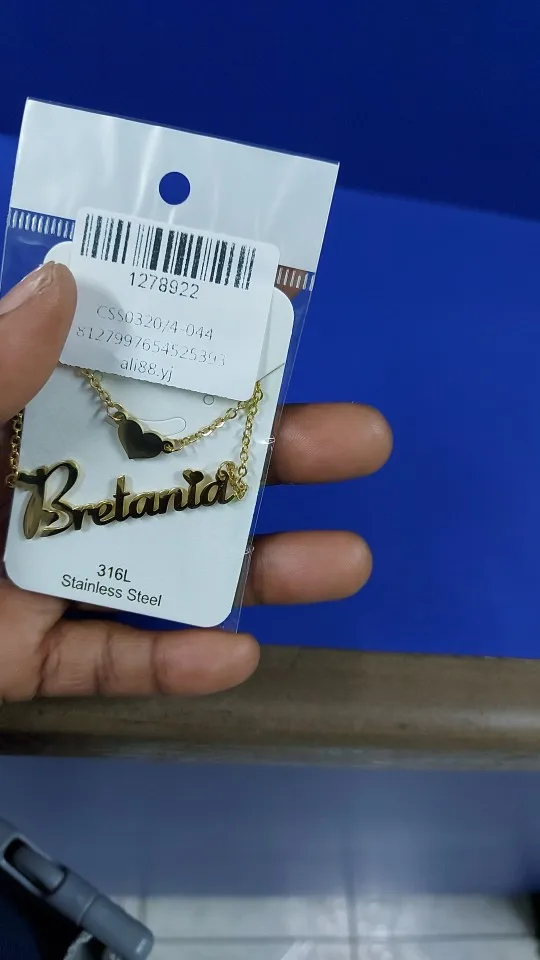 1278922
CSS0320/4-044
8127997654525393
ali88.yj
Bretania
316L
Stainless Steel